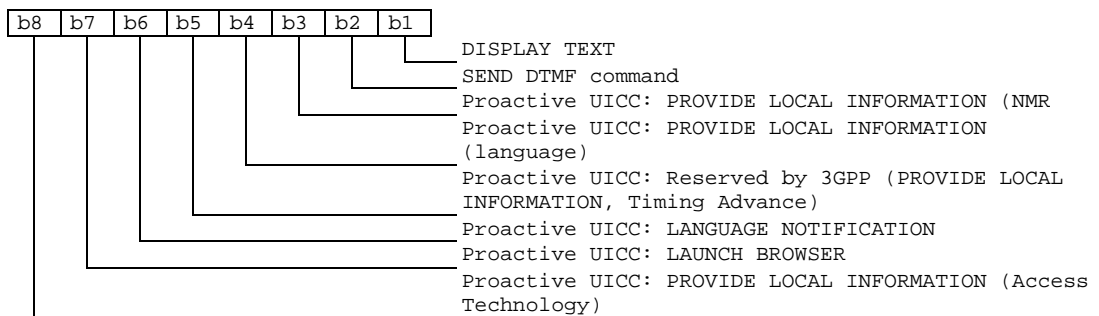 b8 b7 b6 b5 b4 b3 b2 b1
DISPLAY TEXT
SEND DTMF command
Proactive UICC: PROVIDE LOCAL INFORMATION (NMR
Proactive UICC: PROVIDE LOCAL INFORMATION
(language)
Proactive UICC: Reserved by 3GPP (PROVIDE LOCAL
INFORMATION, Timing Advance)
Proactive UICC: LANGUAGE NOTIFICATION
Proactive UICC: LAUNCH BROWSER
Proactive UICC: PROVIDE LOCAL INFORMATION (Access
Technology)